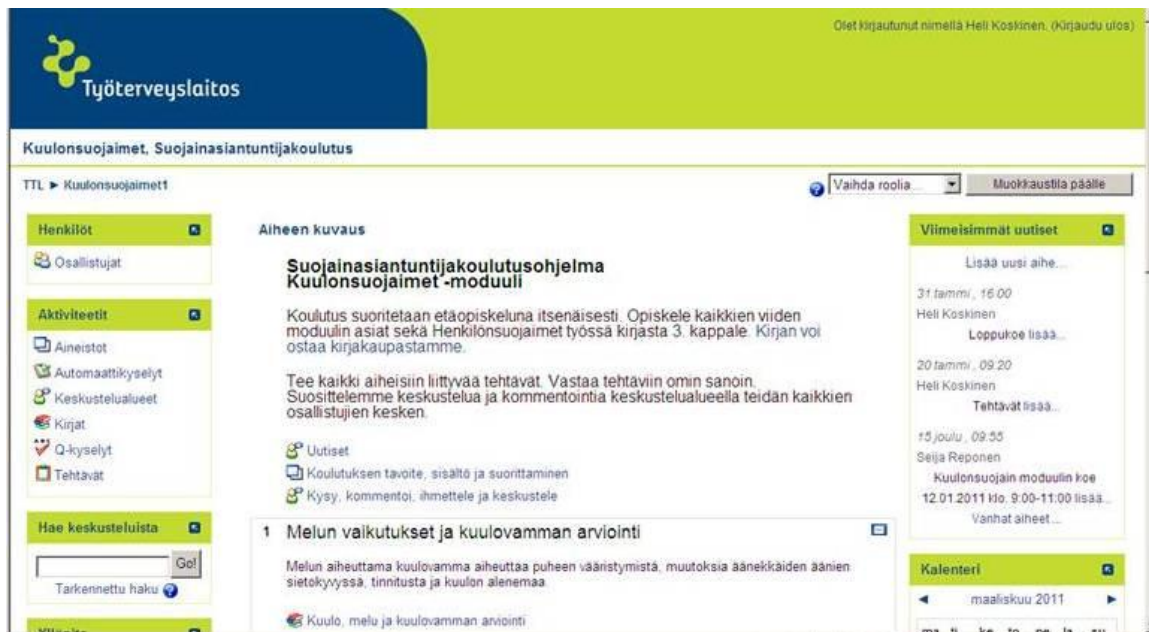 Olet kirjautunut nimellä Heli Koskinen. (Kirjaudu ulos)
Työterveyslaitos
Kuulonsuojaimet, Suojainasiantuntijakoulutus
TTL ► Kuulonsuojaimet1
Vaihda roolia...
Muokkaustila päälle
Henkilöt
Osallistujat
Aktiviteetit
Aineistot
Automaattikyselyt
Keskustelualueet
Kirjat
Q-kyselyt
Tehtävät
Hae keskusteluista
Go!
Tarkennettu haku
Ylläpito
Aiheen kuvaus
Suojainasiantuntijakoulutusohjelma
Kuulonsuojaimet -moduuli
Koulutus suoritetaan etäopiskeluna itsenäisesti. Opiskele kaikkien viiden
moduulin asiat sekä Henkilönsuojaimet työssä kirjasta 3. kappale. Kirjan voi
ostaa kirjakaupastamme.
Tee kaikki aiheisiin liittyvää tehtävät. Vastaa tehtäviin omin sanoin.
Suosittelemme keskustelua ja kommentointia keskustelualueella teidän kaikkien
osallistujien kesken.
Uutiset
Koulutuksen tavoite, sisältö ja suorittaminen
Kysy, kommentoi, ihmettele ja keskustele
1 Melun vaikutukset ja kuulovamman arviointi
Melun aiheuttama kuulovamma aiheuttaa puheen vääristymistä, muutoksia äänekkäiden äänien
sietokyvyssä, tinnitusta ja kuulon alenemaa.
Kuulo, melu ja kuulovamman arviointi
Viimeisimmät uutiset
Lisää uusi aihe...
31 tammi, 16:00
Heli Koskinen
Loppukoe lisää...
20 tammi, 09:20
Heli Koskinen
Tehtävät lisää...
15 joulu, 09:55
Seija Reponen
Kuulonsuojain moduulin koe
12.01.2011 klo. 9:00-11:00 lisää...
Vanhat aiheet ...
Kalenteri
◄ maaliskuu 2011 ►
ma ti ke to pe la su